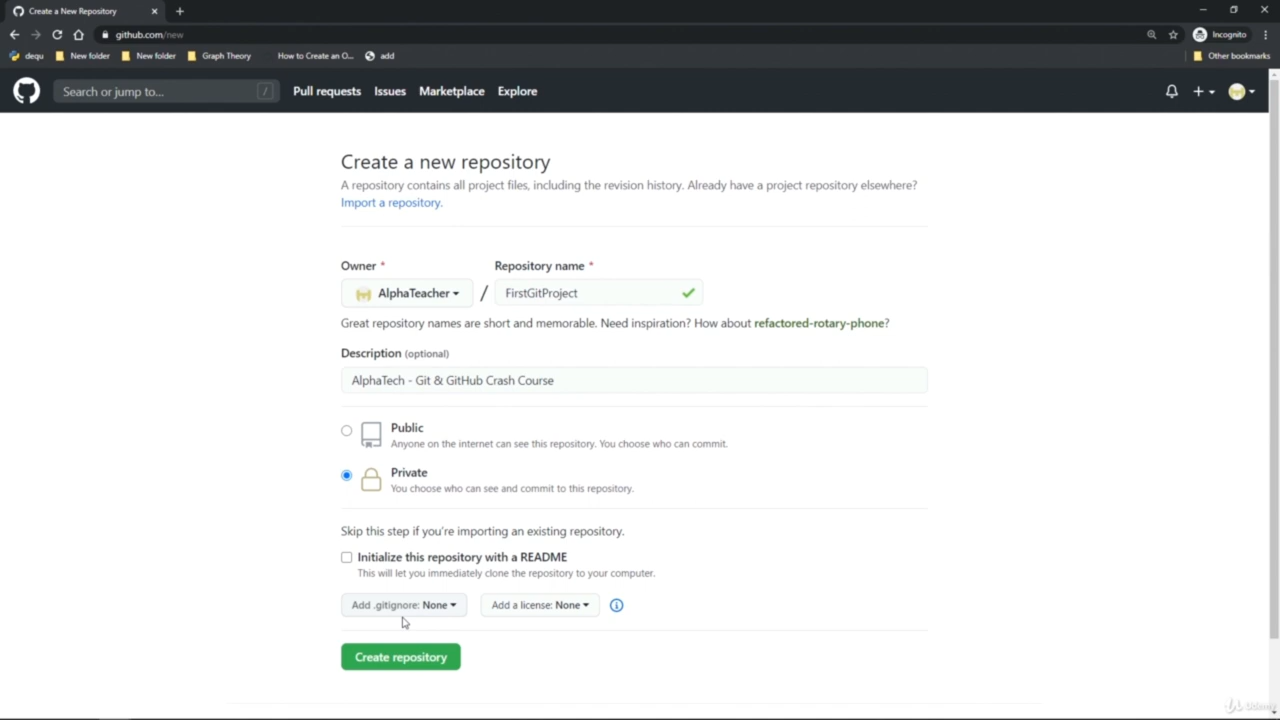 Create a New Repository
github.com/new
Incognito
dequ
New folder
New folder
Graph Theory
How to Create an O...
add
Other bookmarks
Search or jump to...
/
Pull requests
Issues
Marketplace
Explore
Create a new repository
A repository contains all project files, including the revision history. Already have a project repository elsewhere?
Import a repository.
Owner *
Repository name *
AlphaTeacher
/
FirstGitProject
Great repository names are short and memorable. Need inspiration? How about refactored-rotary-phone?
Description (optional)
AlphaTech - Git & GitHub Crash Course
Public
Anyone on the internet can see this repository. You choose who can commit.
Private
You choose who can see and commit to this repository.
Skip this step if you're importing an existing repository.
Initialize this repository with a README
This will let you immediately clone the repository to your computer.
Add .gitignore: None
Add a license: None
Create repository
Udemy